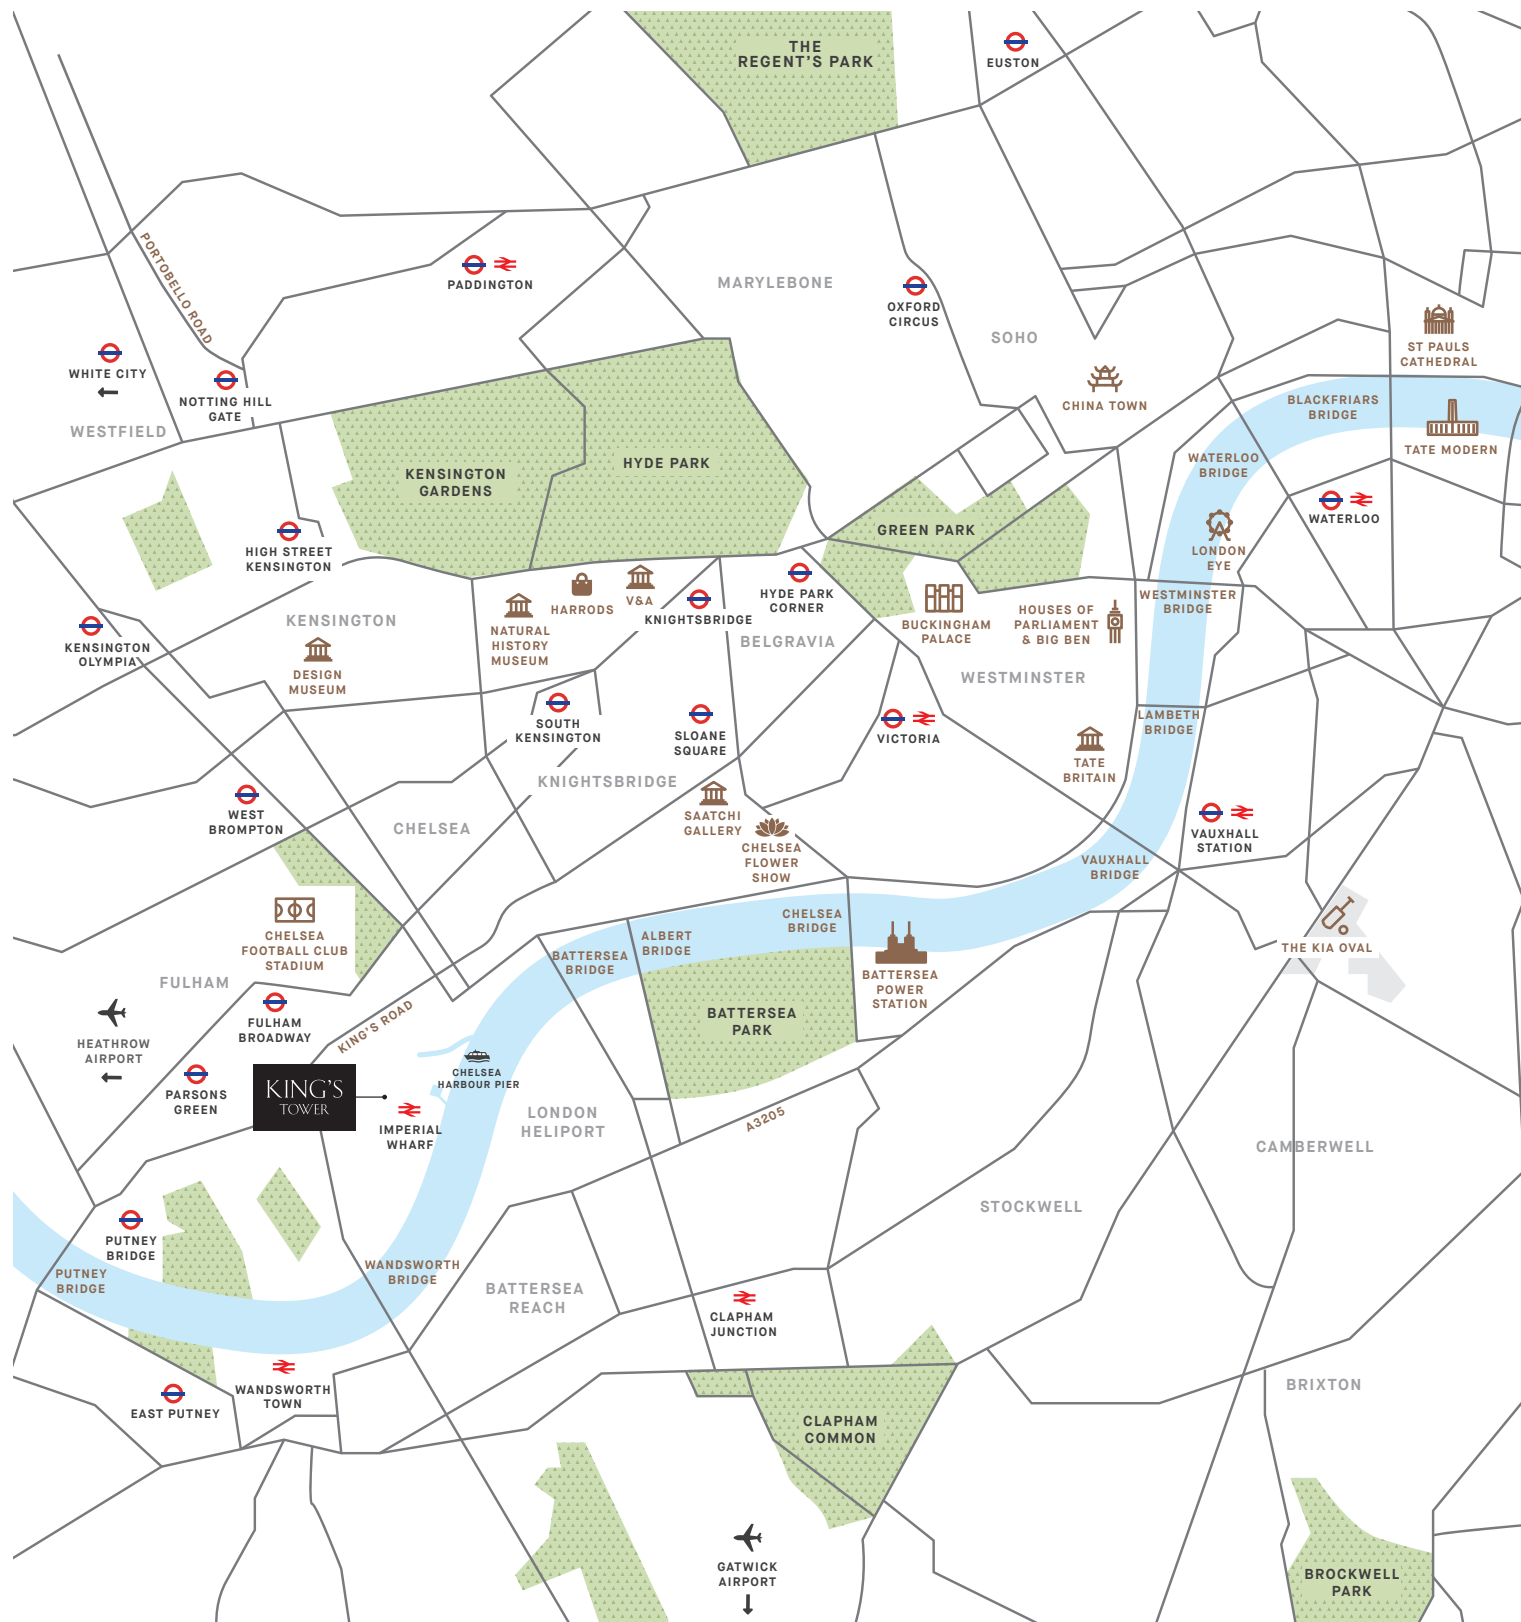 THE
REGENT'S PARK
EUSTON
PORTOBELLO ROAD
PADDINGTON
MARYLEBONE
OXFORD
CIRCUS
SOHO
ST PAULS
CATHEDRAL
WHITE CITY
NOTTING HILL
GATE
WESTFIELD
CHINA TOWN
BLACKFRIARS
BRIDGE
TATE MODERN
WATERLOO
BRIDGE
KENSINGTON
GARDENS
HYDE PARK
WATERLOO
GREEN PARK
HIGH STREET
KENSINGTON
LONDON
EYE
HARRODS
V&A
KNIGHTSBRIDGE
HYDE PARK
CORNER
WESTMINSTER
BRIDGE
KENSINGTON
NATURAL
HISTORY
MUSEUM
BELGRAVIA
BUCKINGHAM
PALACE
HOUSES OF
PARLIAMENT
& BIG BEN
KENSINGTON
OLYMPIA
DESIGN
MUSEUM
WESTMINSTER
SOUTH
KENSINGTON
SLOANE
SQUARE
VICTORIA
LAMBETH
BRIDGE
TATE
BRITAIN
KNIGHTSBRIDGE
WEST
BROMPTON
CHELSEA
SAATCHI
GALLERY
CHELSEA
FLOWER
SHOW
VAUXHALL
STATION
VAUXHALL
BRIDGE
CHELSEA
FOOTBALL CLUB
STADIUM
ALBERT
BRIDGE
CHELSEA
BRIDGE
BATTERSEA
BRIDGE
BATTERSEA
POWER
STATION
THE KIA OVAL
FULHAM
FULHAM
BROADWAY
KING'S ROAD
BATTERSEA
PARK
HEATHROW
AIRPORT
CHELSEA
HARBOUR PIER
PARSONS
GREEN
KING'S
TOWER
IMPERIAL
WHARF
LONDON
HELIPORT
A3205
CAMBERWELL
STOCKWELL
PUTNEY
BRIDGE
PUTNEY
BRIDGE
WANDSWORTH
BRIDGE
BATTERSEA
REACH
CLAPHAM
JUNCTION
WANDSWORTH
TOWN
EAST PUTNEY
BRIXTON
CLAPHAM
COMMON
GATWICK
AIRPORT
BROCKWELL
PARK